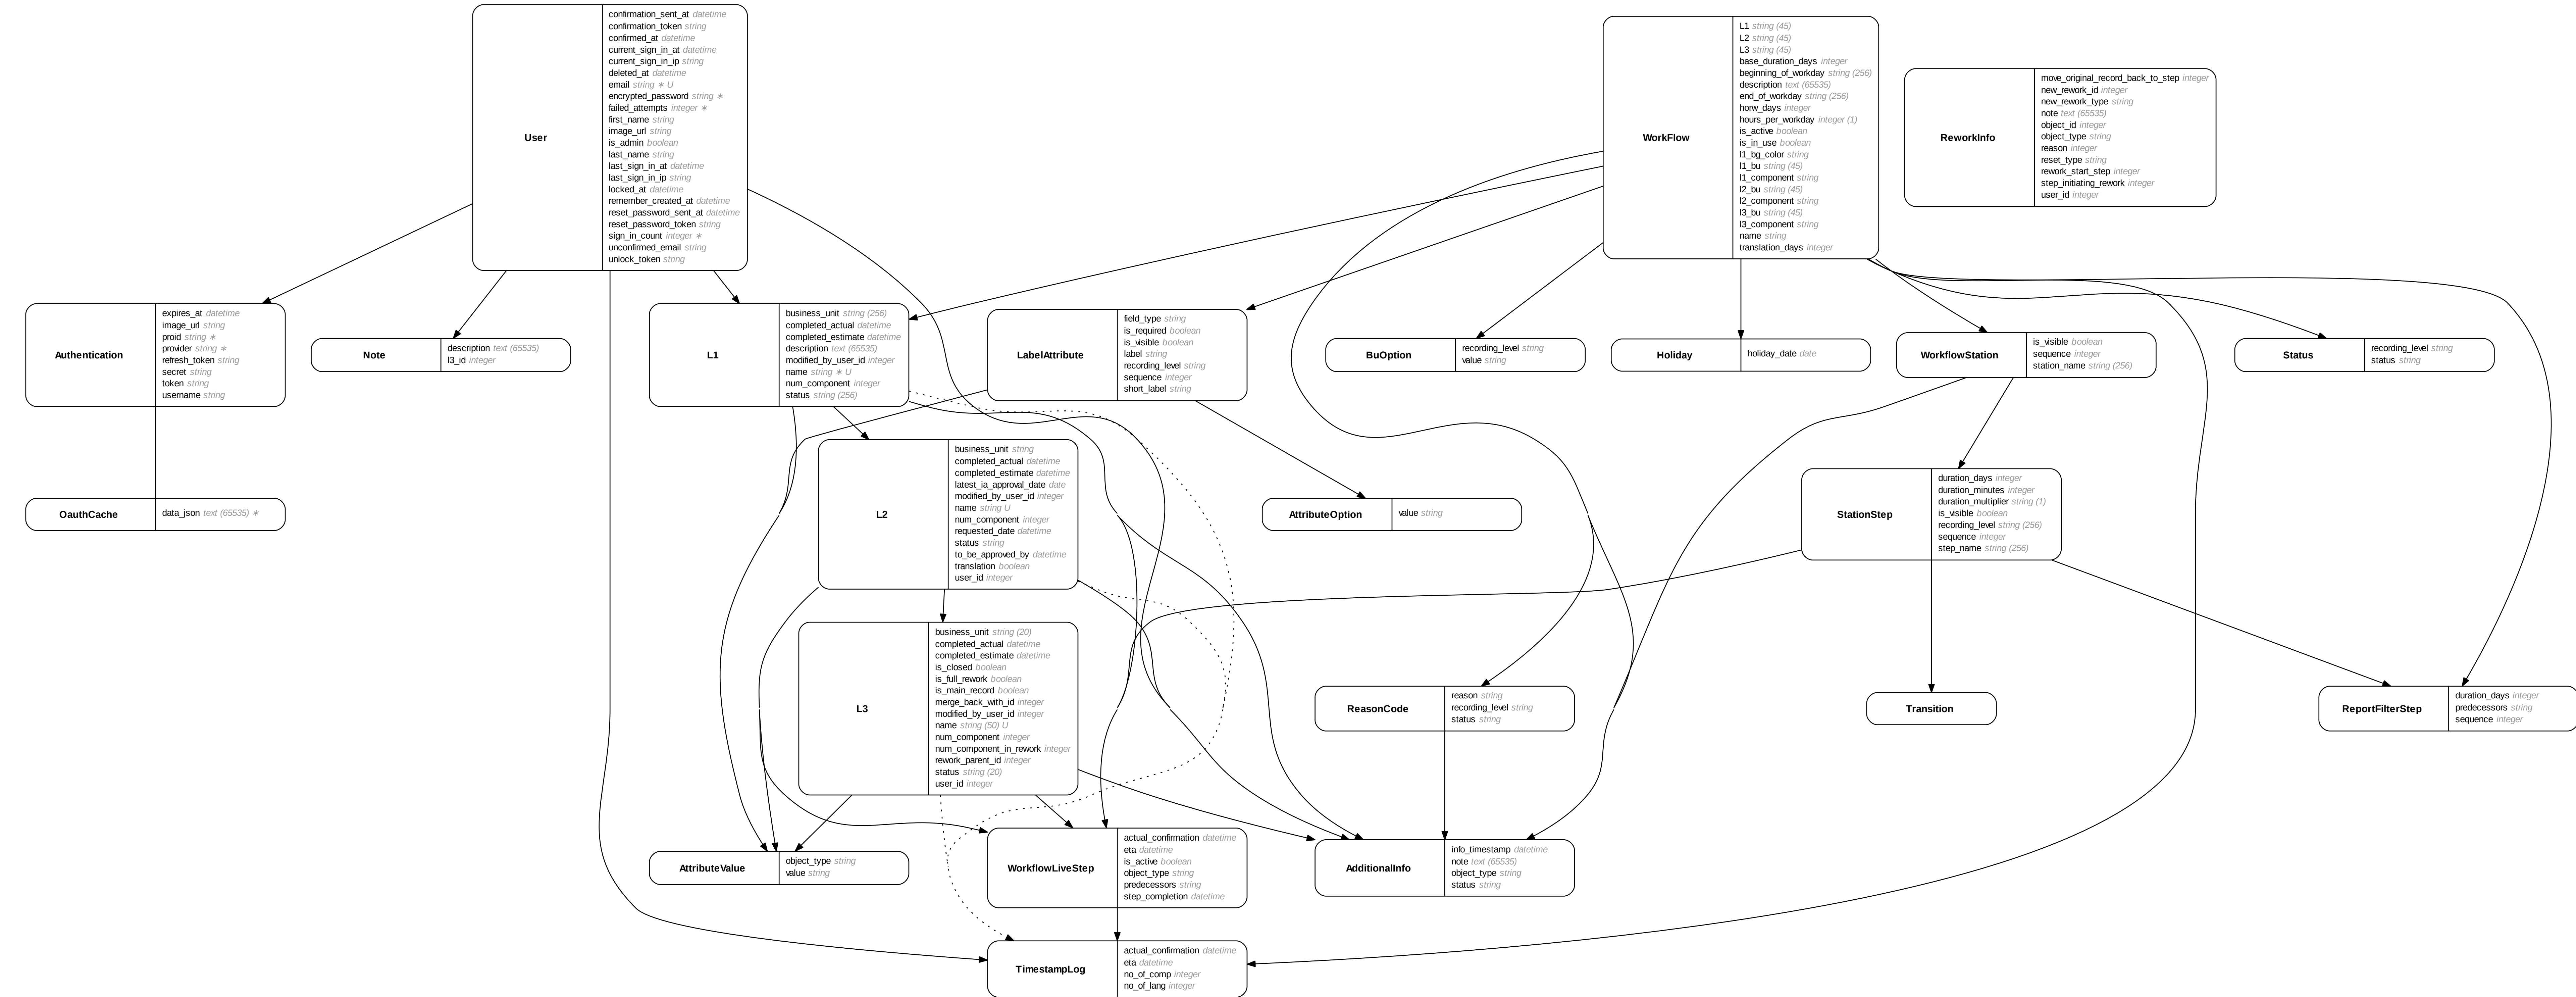 User
confirmation_sent_at datetime
confirmation_token string
confirmed_at datetime
current_sign_in_at datetime
current_sign_in_ip string
deleted_at datetime
email string ∗ U
encrypted_password string ∗
failed_attempts integer ∗
first_name string
image_url string
is_admin boolean
last_name string
last_sign_in_at datetime
last_sign_in_ip string
locked_at datetime
remember_created_at datetime
reset_password_sent_at datetime
reset_password_token string
sign_in_count integer ∗
unconfirmed_email string
unlock_token string
WorkFlow
L1 string (45)
L2 string (45)
L3 string (45)
base_duration_days integer
beginning_of_workday string (256)
description text (65535)
end_of_workday string (256)
horw_days integer
hours_per_workday integer (1)
is_active boolean
is_in_use boolean
l1_bg_color string
l1_bu string (45)
l1_component string
l2_bu string (45)
l2_component string
l3_bu string (45)
l3_component string
name string
translation_days integer
ReworkInfo
move_original_record_back_to_step integer
new_rework_id integer
new_rework_type string
note text (65535)
object_id integer
object_type string
reason integer
reset_type string
rework_start_step integer
step_initiating_rework integer
user_id integer
Authentication
expires_at datetime
image_url string
proid string ∗
provider string ∗
refresh_token string
secret string
token string
username string
Note
description text (65535)
l3_id integer
L1
business_unit string (256)
completed_actual datetime
completed_estimate datetime
description text (65535)
modified_by_user_id integer
name string ∗ U
num_component integer
status string (256)
LabelAttribute
field_type string
is_required boolean
is_visible boolean
label string
recording_level string
sequence integer
short_label string
BuOption
recording_level string
value string
Holiday
holiday_date date
WorkflowStation
is_visible boolean
sequence integer
station_name string (256)
Status
recording_level string
status string
OauthCache
data_json text (65535) ∗
L2
business_unit string
completed_actual datetime
completed_estimate datetime
latest_ia_approval_date date
modified_by_user_id integer
name string U
num_component integer
requested_date datetime
status string
to_be_approved_by datetime
translation boolean
user_id integer
AttributeOption
value string
StationStep
duration_days integer
duration_minutes integer
duration_multiplier string (1)
is_visible boolean
recording_level string (256)
sequence integer
step_name string (256)
L3
business_unit string (20)
completed_actual datetime
completed_estimate datetime
is_closed boolean
is_full_rework boolean
is_main_record boolean
merge_back_with_id integer
modified_by_user_id integer
name string (50) U
num_component integer
num_component_in_rework integer
rework_parent_id integer
status string (20)
user_id integer
ReasonCode
reason string
recording_level string
status string
Transition
ReportFilterStep
duration_days integer
predecessors string
sequence integer
AttributeValue
object_type string
value string
WorkflowLiveStep
actual_confirmation datetime
eta datetime
is_active boolean
object_type string
predecessors string
step_completion datetime
AdditionalInfo
info_timestamp datetime
note text (65535)
object_type string
status string
TimestampLog
actual_confirmation datetime
eta datetime
no_of_comp integer
no_of_lang integer